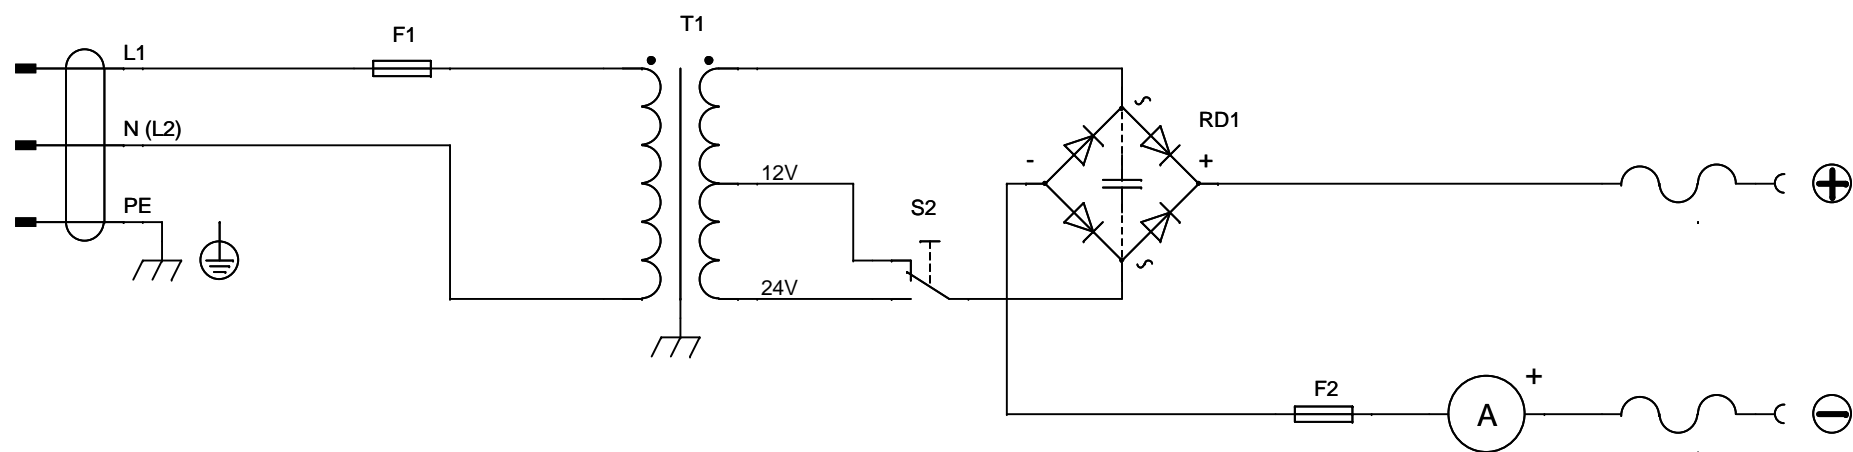 T1
F1
L1
N (L2)
PE
12V
24V
S2
RD1
-
+
F2
A
+
+
−